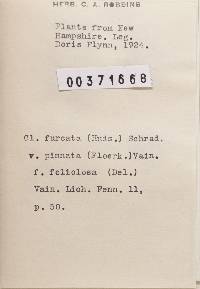 HERB. C. A. ROBBINS
Plants from New
Hampshire. Leg.
Doris Flynn, 1924.
00371668
Cl. furcata (Huds.) Schrad.
v. pinnata (Floerk.)Vain.
f. foliolosa (Del.)
Vain. Lich. Fenn. 11,
p. 50.